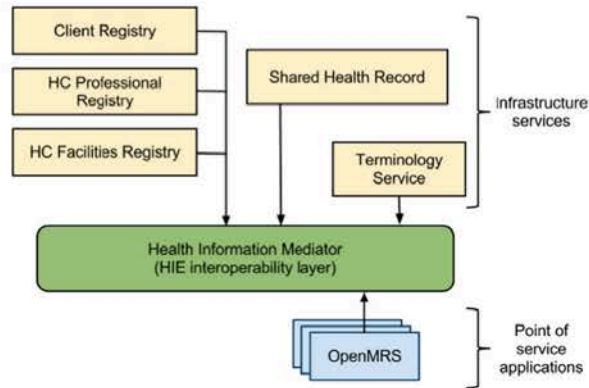 Client Registry
HC Professional
Registry
HC Facilities Registry
Shared Health Record
Terminology
Service
Infrastructure
services
Health Information Mediator
(HIE interoperability layer)
OpenMRS
Point of
service
applications